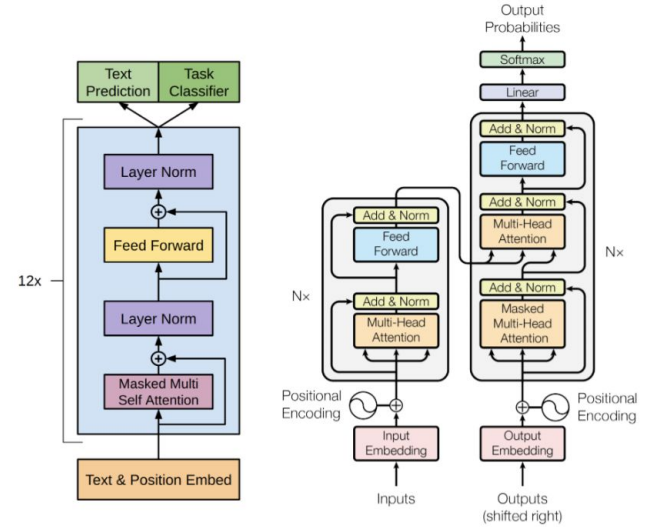 Text
Prediction
Task
Classifier
Layer Norm
Feed Forward
12x
Layer Norm
Masked Multi
Self Attention
Text & Position Embed
Output
Probabilities
Softmax
Linear
Add & Norm
Feed
Forward
Add & Norm
Multi-Head
Attention
Nx
Add & Norm
Masked
Multi-Head
Attention
Positional
Encoding
Output
Embedding
Outputs
(shifted right)
Add & Norm
Feed
Forward
N×
Add & Norm
Multi-Head
Attention
Positional
Encoding
Input
Embedding
Inputs